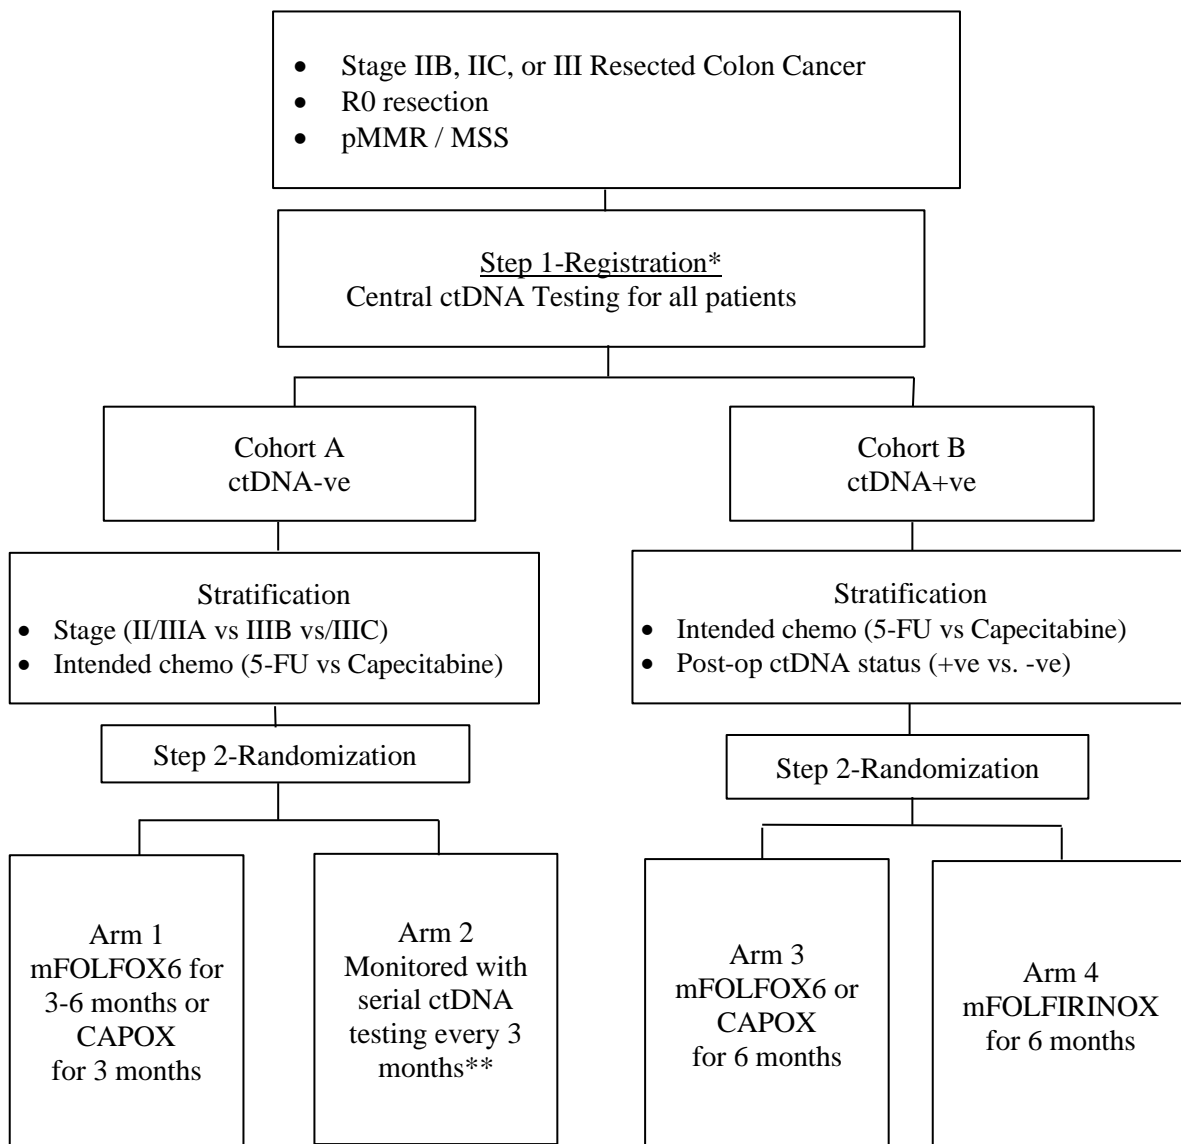 • Stage IIB, IIC, or III Resected Colon Cancer
• R0 resection
• pMMR / MSS
Step 1-Registration*
Central ctDNA Testing for all patients
Cohort A
ctDNA-ve
Cohort B
ctDNA+ve
Stratification
• Stage (II/IIIA vs IIIB vs/IIIC)
• Intended chemo (5-FU vs Capecitabine)
Stratification
• Intended chemo (5-FU vs Capecitabine)
• Post-op ctDNA status (+ve vs. -ve)
Step 2-Randomization
Step 2-Randomization
Arm 1
mFOLFOX6 for
3-6 months or
CAPOX
for 3 months
Arm 2
Monitored with
serial ctDNA
testing every 3
months**
Arm 3
mFOLFOX6 or
CAPOX
for 6 months
Arm 4
mFOLFIRINOX
for 6 months